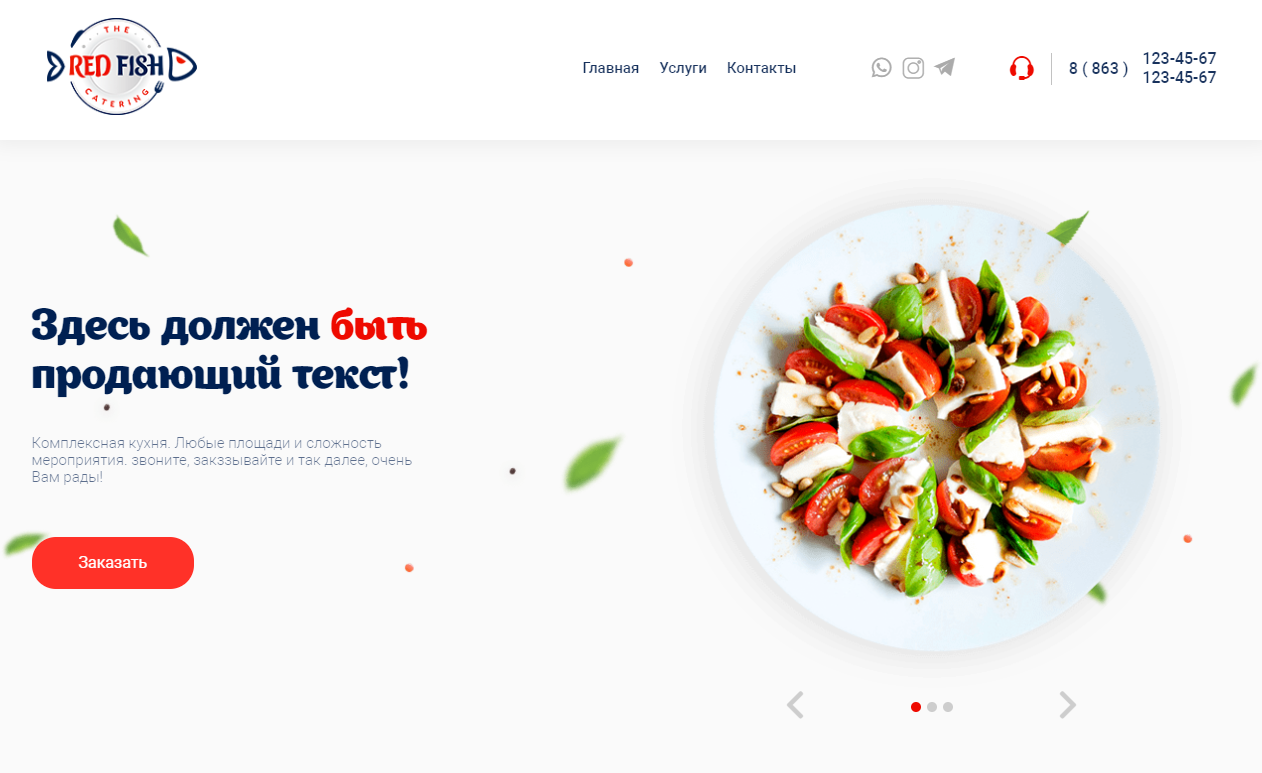 THE
RED FISH
CATERING
Главная Услуги Контакты
8 ( 863 )
123-45-67
123-45-67
Здесь должен быть
продающий текст!
Комплексная кухня. Любые площади и сложность
мероприятия. звоните, закззывайте и так далее, очень
Вам рады!
Заказать